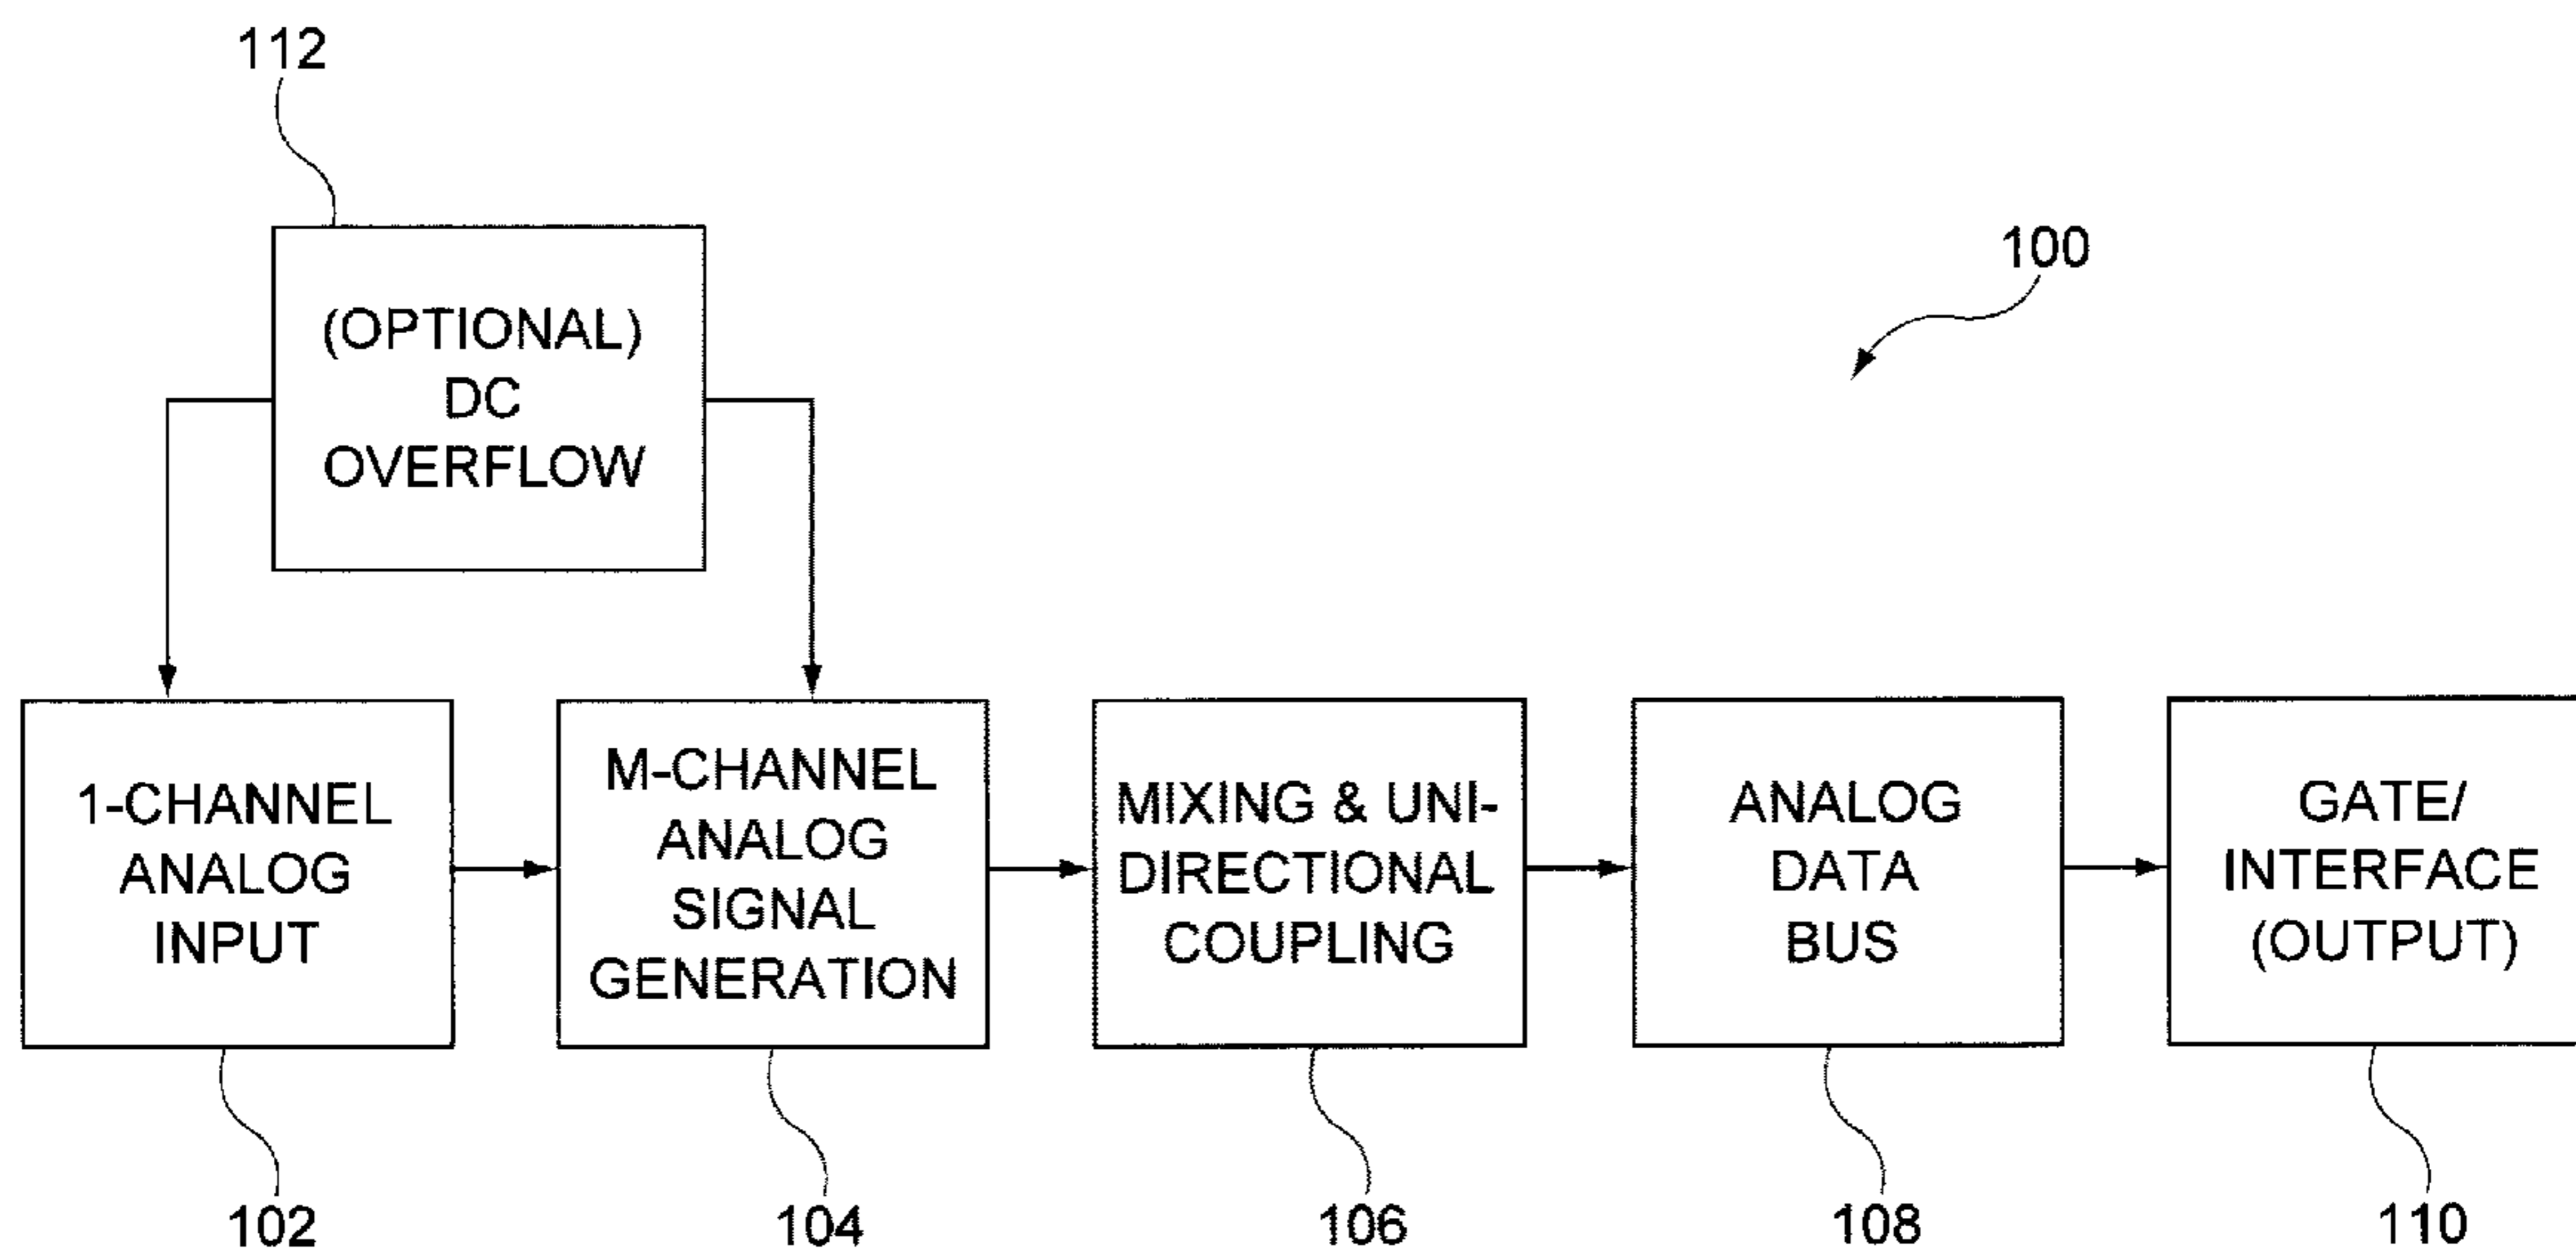 112
(OPTIONAL)
DC
OVERFLOW
100
1-CHANNEL
ANALOG
INPUT
M-CHANNEL
ANALOG
SIGNAL
GENERATION
MIXING & UNI-
DIRECTIONAL
COUPLING
ANALOG
DATA
BUS
GATE/
INTERFACE
(OUTPUT)
102
104
106
108
110